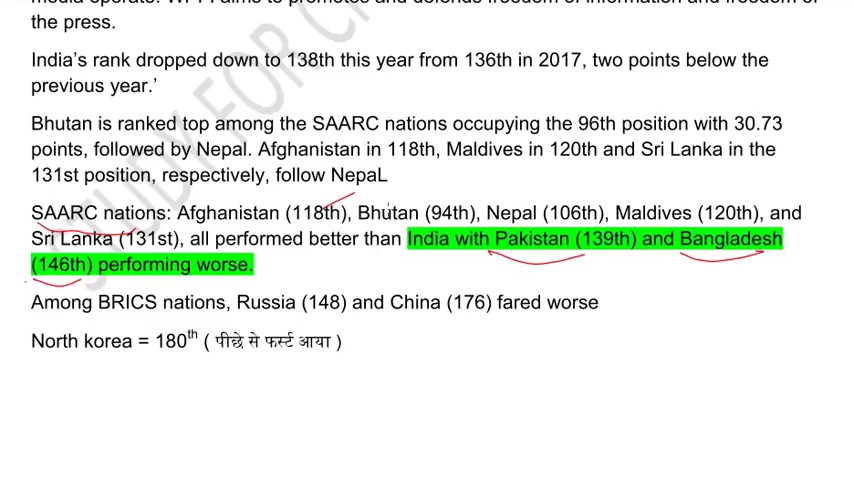 the press.
India's rank dropped down to 138th this year from 136th in 2017, two points below the
previous year.'
Bhutan is ranked top among the SAARC nations occupying the 96th position with 30.73
points, followed by Nepal. Afghanistan in 118th, Maldives in 120th and Sri Lanka in the
131st position, respectively, follow NepaL
SAARC nations: Afghanistan (118th), Bhutan (94th), Nepal (106th), Maldives (120th), and
Sri Lanka (131st), all performed better than India with Pakistan (139th) and Bangladesh
(146th) performing worse.
Among BRICS nations, Russia (148) and China (176) fared worse
North korea = 180th ( पीछे से फर्स्ट आया )
STUDY FOR